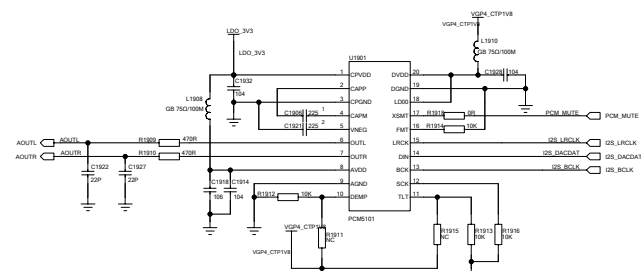 VGP4_CTP1V8
VGP4_CTP1V8
LDO_3V3
LDO_3V3
L1910
GB 75Ω/100M
U1901
C1928 104
C1932
104
L1908
GB 75Ω/100M
1 CPVDD DVDD 20
2 CAPP DGND 19
3 CPGND LD00 18
4 CAPM XSMT 17
5 VNEG FMT 16
6 OUTL LRCK 15
7 OUTR DIN 14
8 AVDD BCK 13
9 AGND SCK 12
10 DEMP TLT 11
PCM5101
C1906 225 1
C1921 225 2
R1918 0R PCM_MUTE PCM_MUTE
R1914 10K
AOUTL AOUTL R1909 470R
AOUTR AOUTR R1910 470R
I2S_LRCLK I2S_LRCLK
I2S_DACDAT I2S_DACDAT
I2S_BCLK I2S_BCLK
C1922
22P
C1927
22P
C1918
106
C1914
104
R1912 10K
VGP4_CTP1V8
VGP4_CTP1V8
R1911
NC
R1915
NC
R1913
10K
R1916
10K